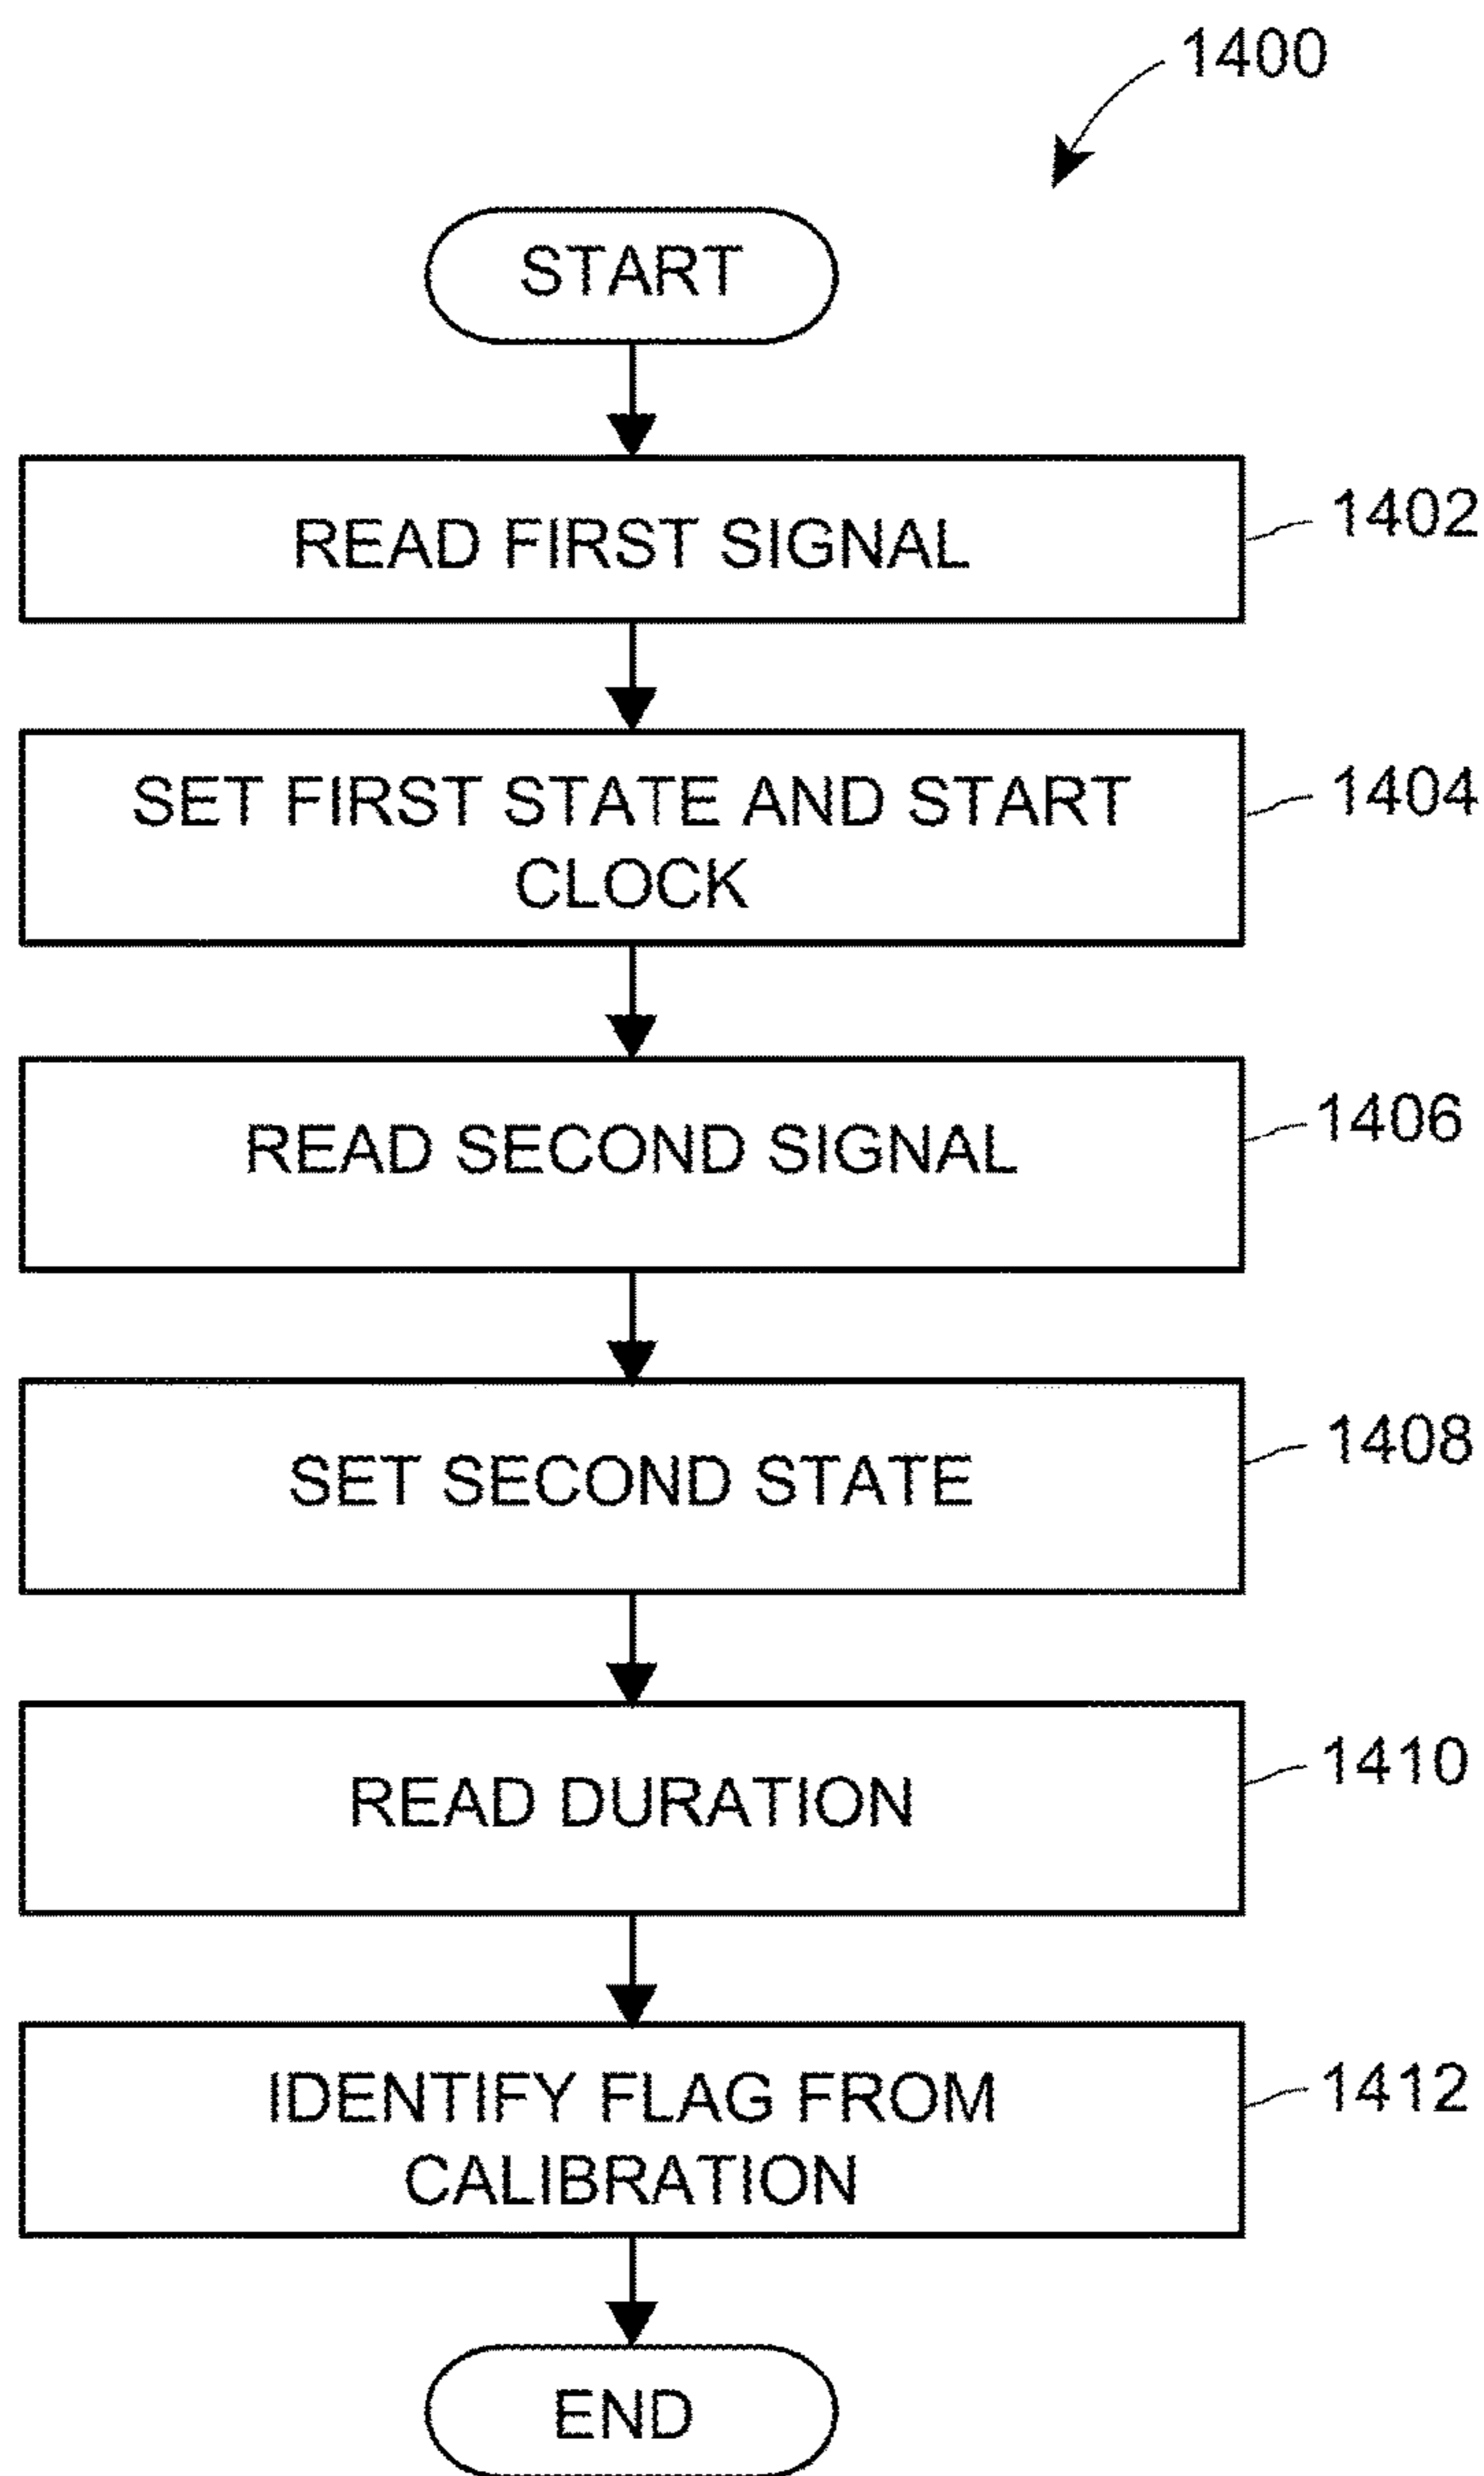 1400
START
READ FIRST SIGNAL
1402
SET FIRST STATE AND START
CLOCK
1404
READ SECOND SIGNAL
1406
SET SECOND STATE
1408
READ DURATION
1410
IDENTIFY FLAG FROM
CALIBRATION
1412
END